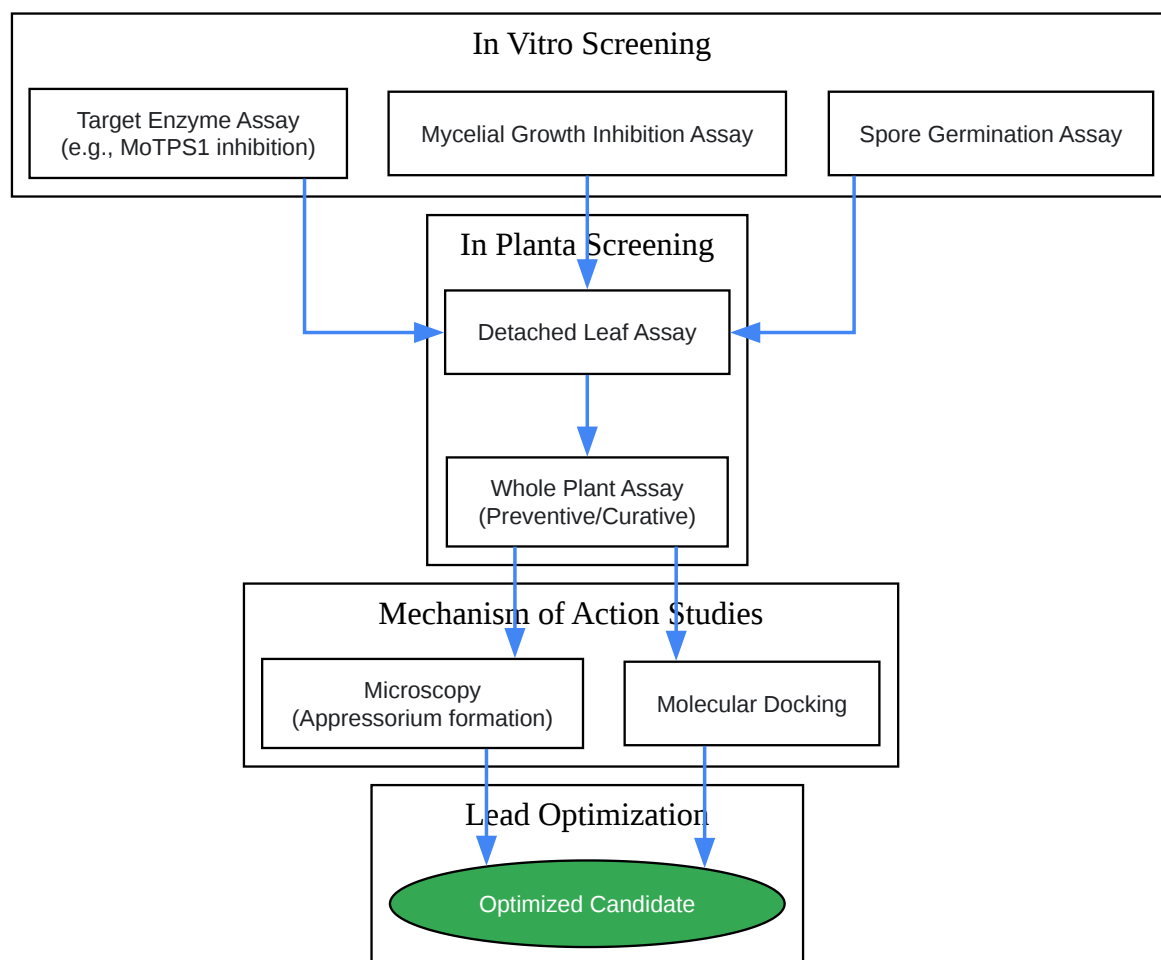 In Vitro Screening
Target Enzyme Assay
(e.g., MoTPS1 inhibition)
Mycelial Growth Inhibition Assay
Spore Germination Assay
In Planta Screening
Detached Leaf Assay
Whole Plant Assay
(Preventive/Curative)
Mechanism of Action Studies
Microscopy
(Appressorium formation)
Molecular Docking
Lead Optimization
Optimized Candidate